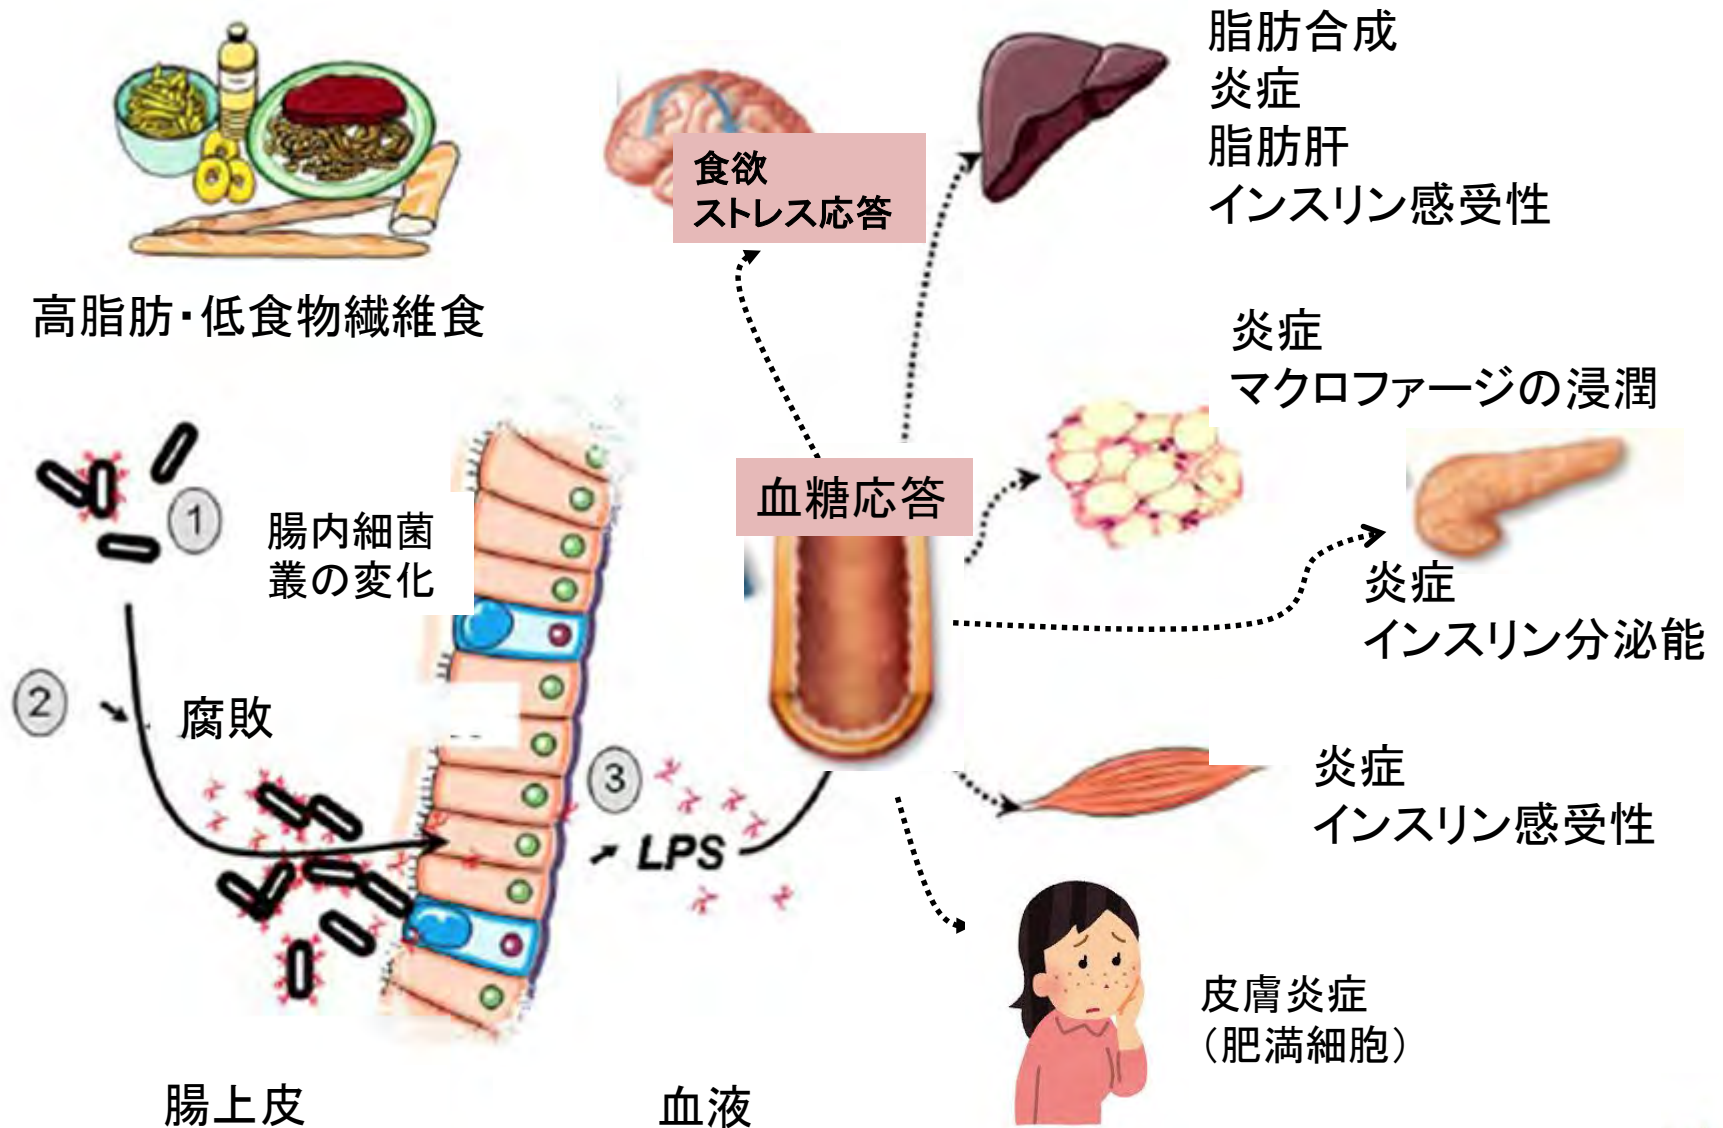 高脂肪・低食物繊維食
食欲
ストレス応答
脂肪合成
炎症
脂肪肝
インスリン感受性
炎症
マクロファージの浸潤
血糖応答
1
腸内細菌
叢の変化
炎症
インスリン分泌能
2
腐敗
3
LPS
炎症
インスリン感受性
皮膚炎症
（肥満細胞）
腸上皮
血液